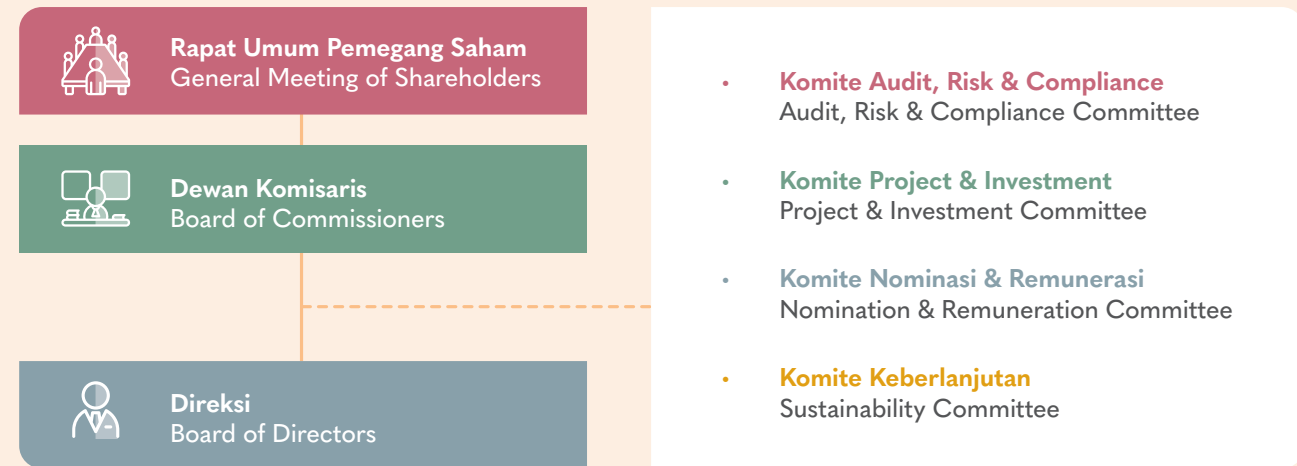 Rapat Umum Pemegang Saham
General Meeting of Shareholders
Dewan Komisaris
Board of Commissioners
Direksi
Board of Directors
• Komite Audit, Risk & Compliance
Audit, Risk & Compliance Committee
• Komite Project & Investment
Project & Investment Committee
• Komite Nominasi & Remunerasi
Nomination & Remuneration Committee
• Komite Keberlanjutan
Sustainability Committee